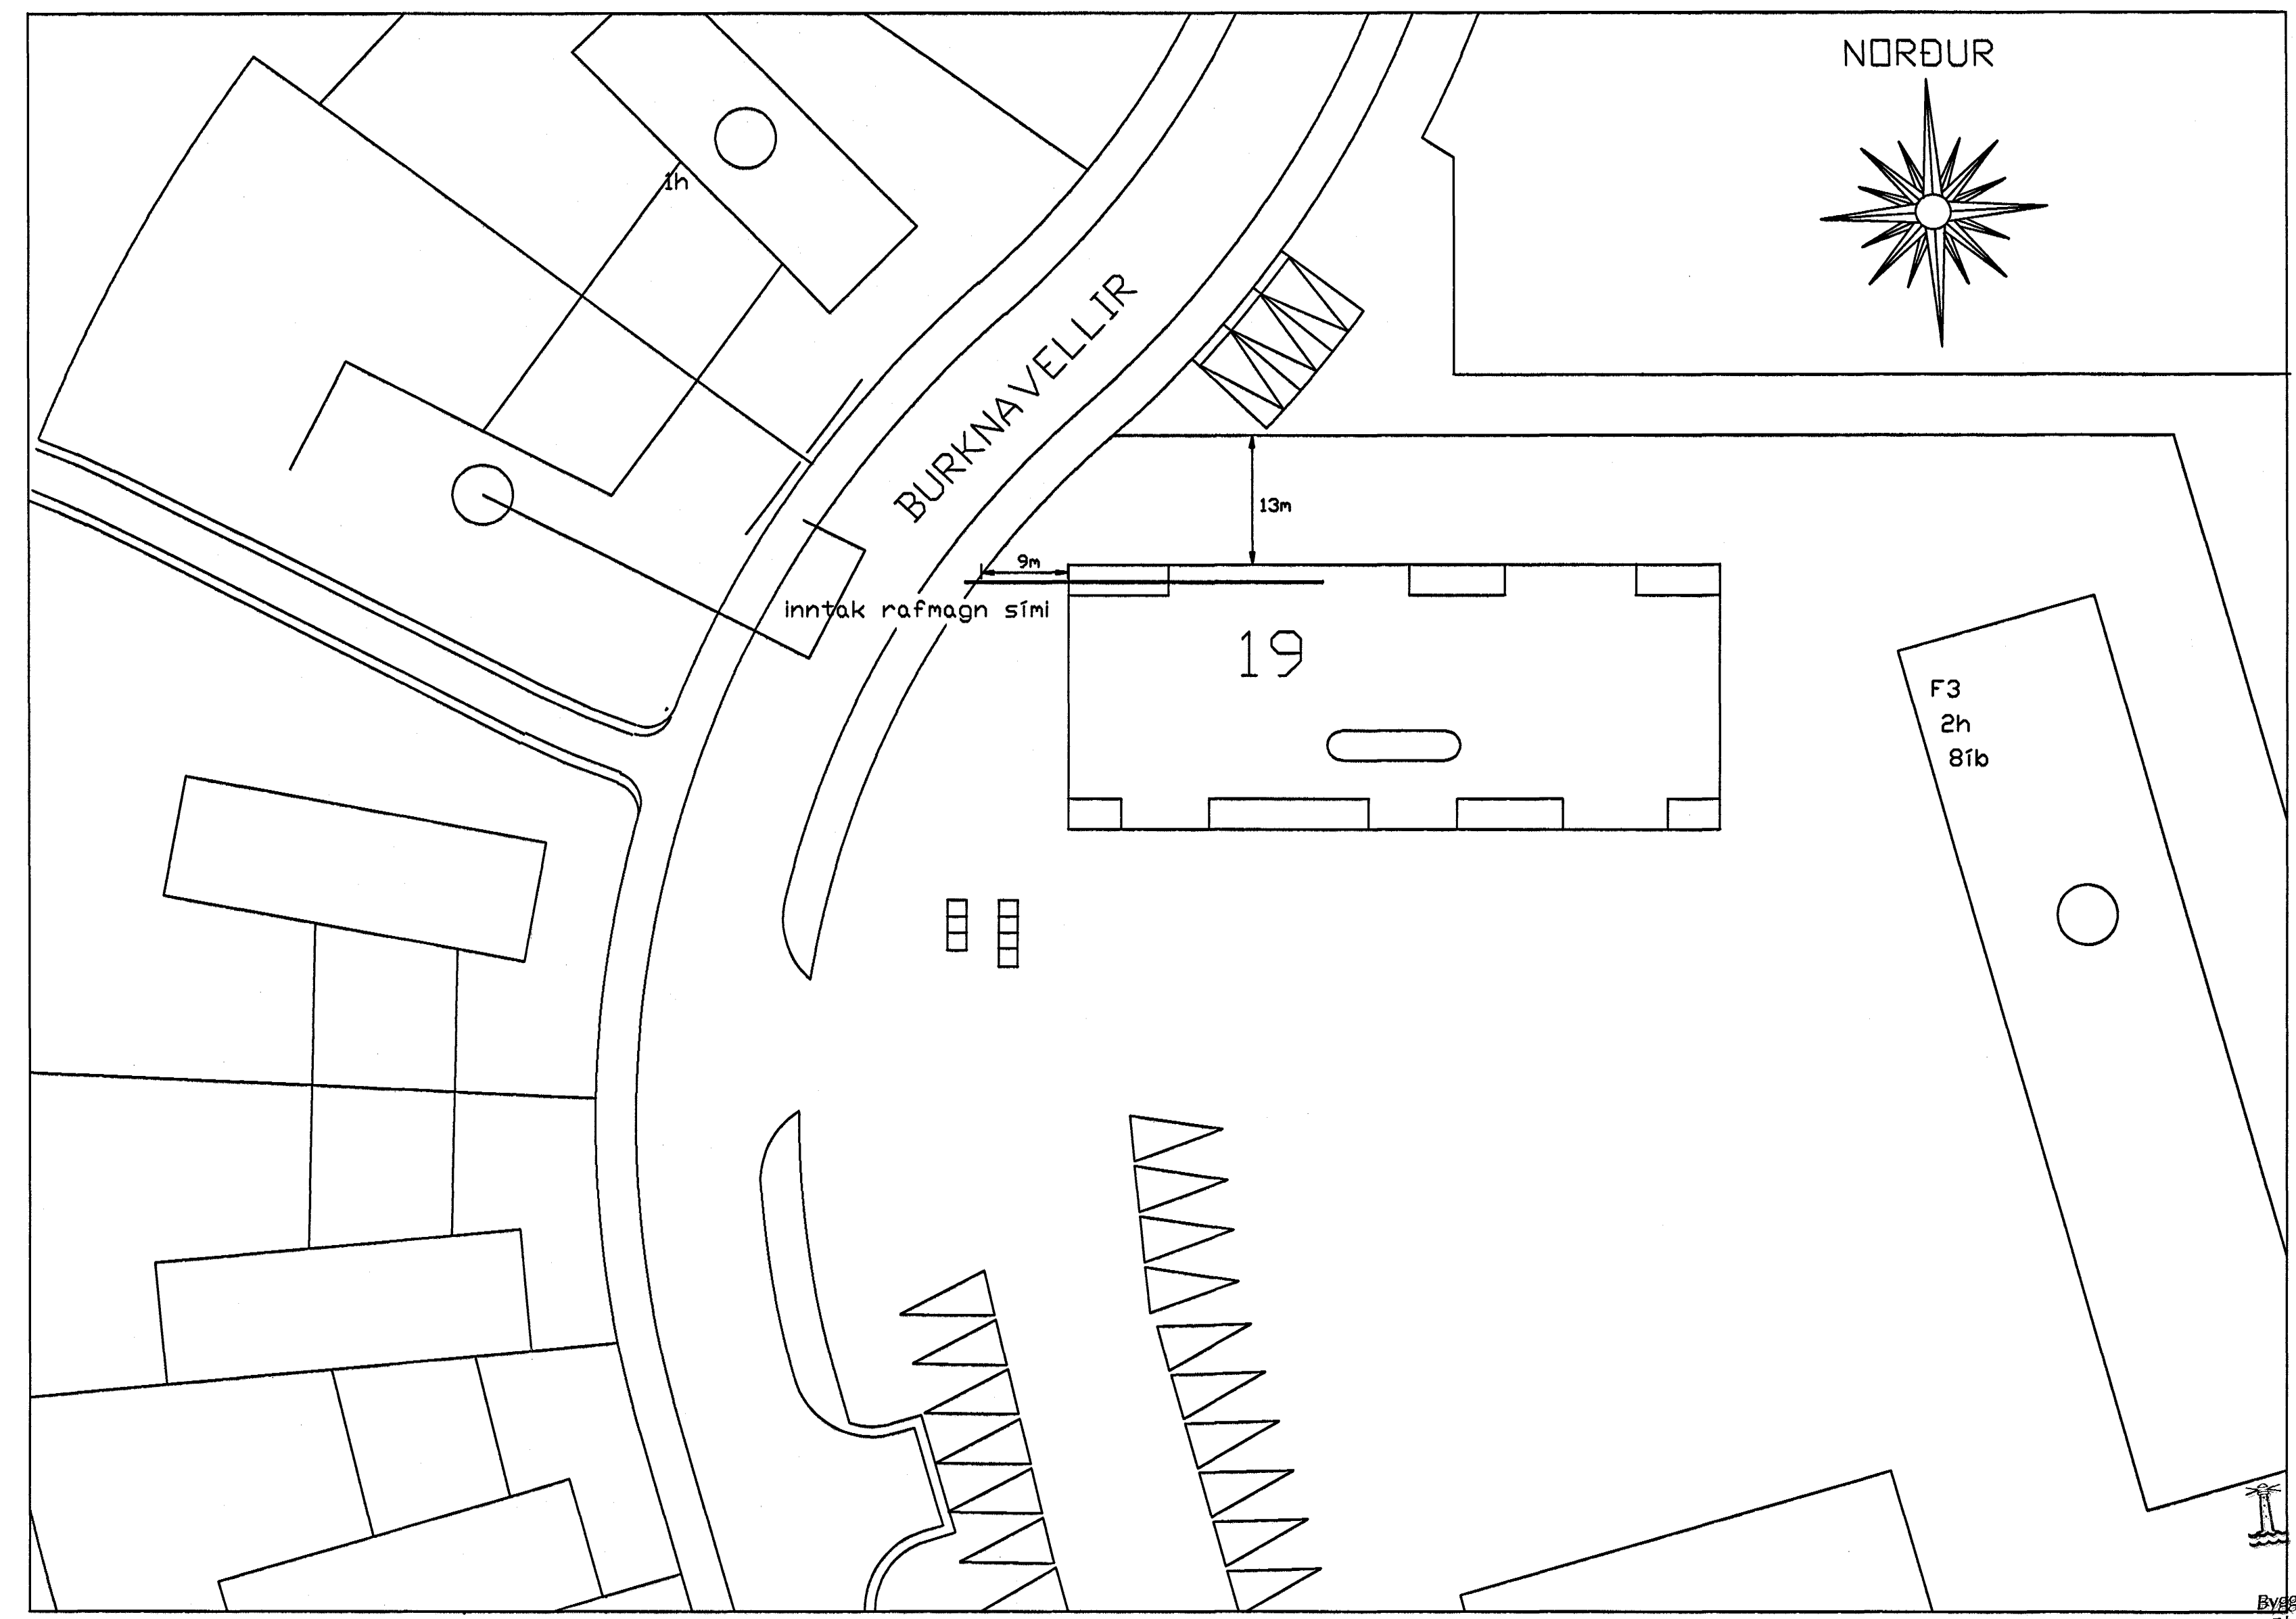 NORÐUR
1h
BURKNAVELLIR
13m
9m
inntak rafmagn sími
19
F3
2h
8íb